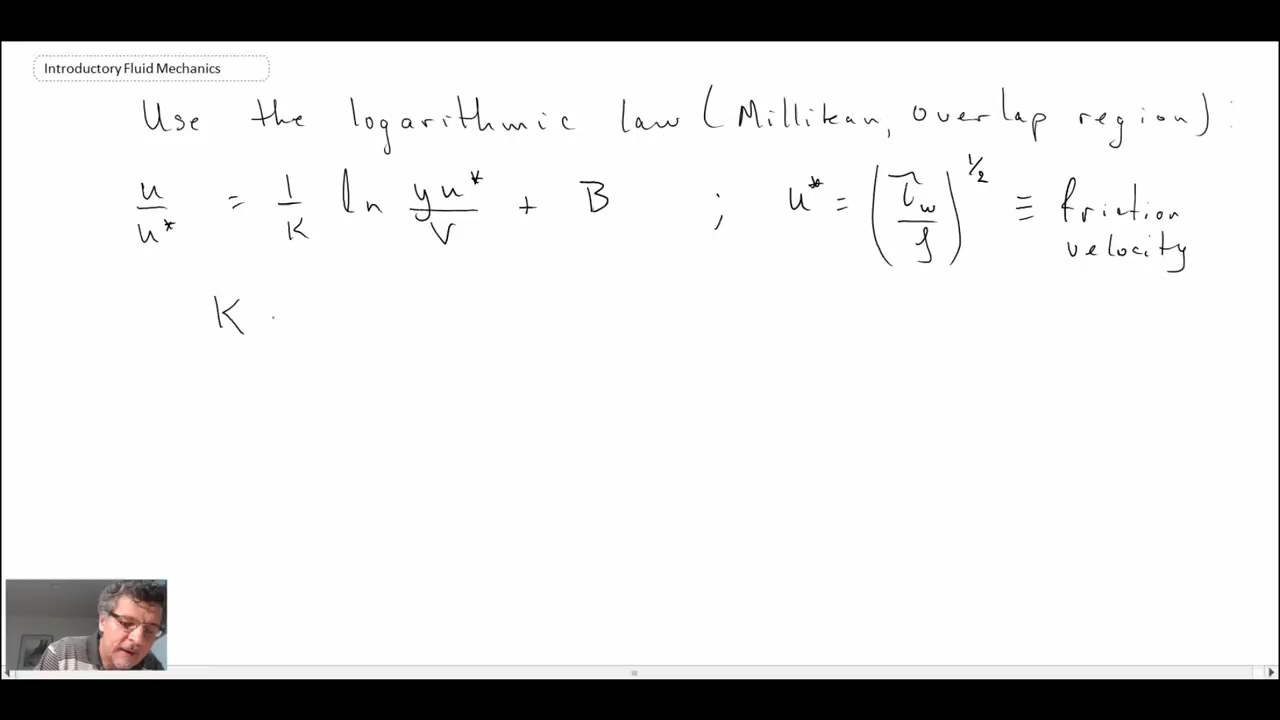 Introductory Fluid Mechanics
Use the logarithmic law (Millikan, overlap region) :
u/u* = 1/K ln yu*/ν + B ; u* = (τw/ρ)^1/2 ≡ friction velocity
K